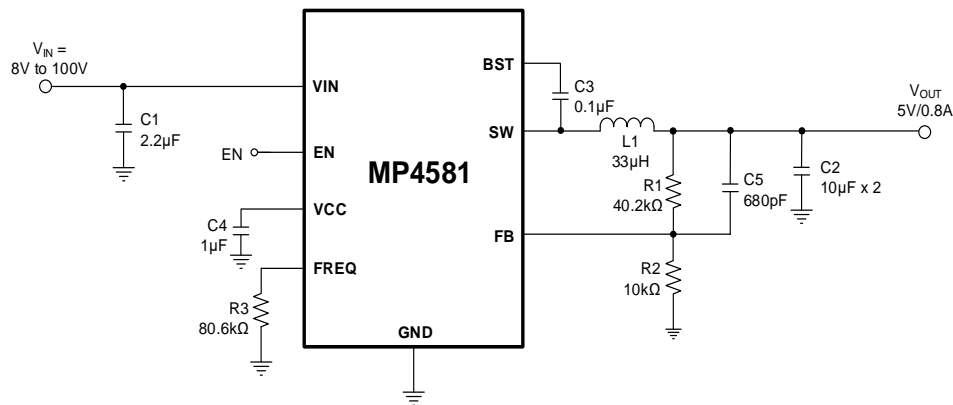 V_IN =
8V to 100V
C1
2.2µF
EN
C4
1µF
R3
80.6kΩ
VIN
EN
VCC
FREQ
MP4581
GND
BST
SW
FB
C3
0.1µF
L1
33µH
R1
40.2kΩ
R2
10kΩ
C5
680pF
C2
10µF x 2
V_OUT
5V/0.8A